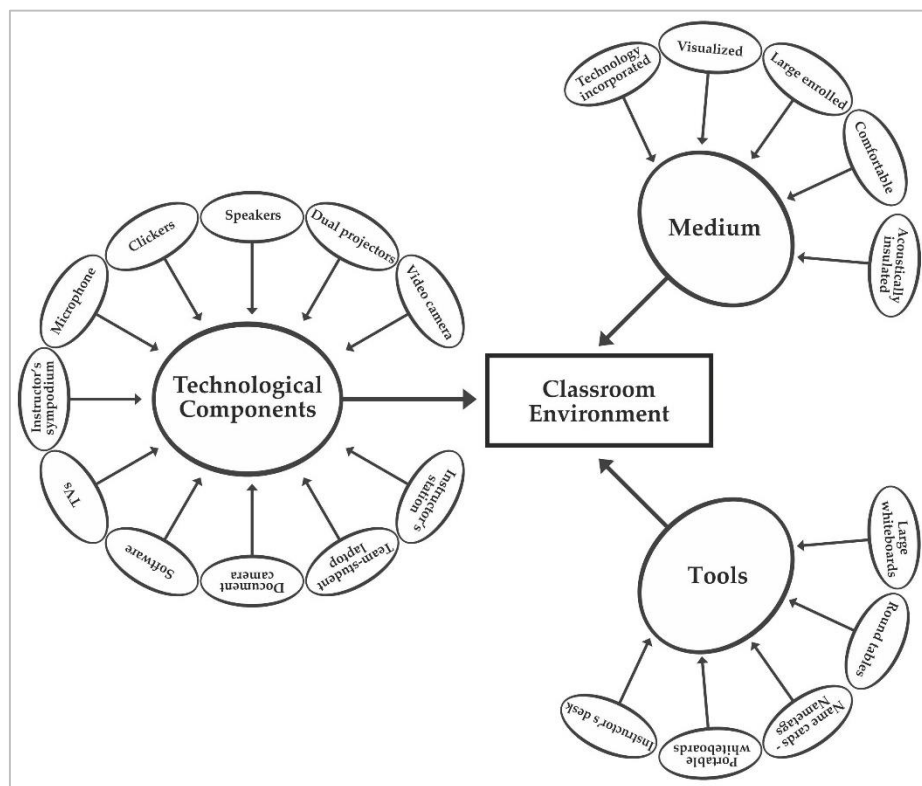 Technology
incorporated
Visualized
Large enrolled
Comfortable
Acoustically
insulated
Medium
Speakers
Dual projectors
Video camera
Clickers
Microphone
Instructor's
sympodium
TVs
Software
Document
camera
Team-student
laptop
Instructor's
station
Technological
Components
Classroom
Environment
Tools
Large
whiteboards
Round tables
Name cards-
Nametags
Portable
whiteboards
Instructor's desk